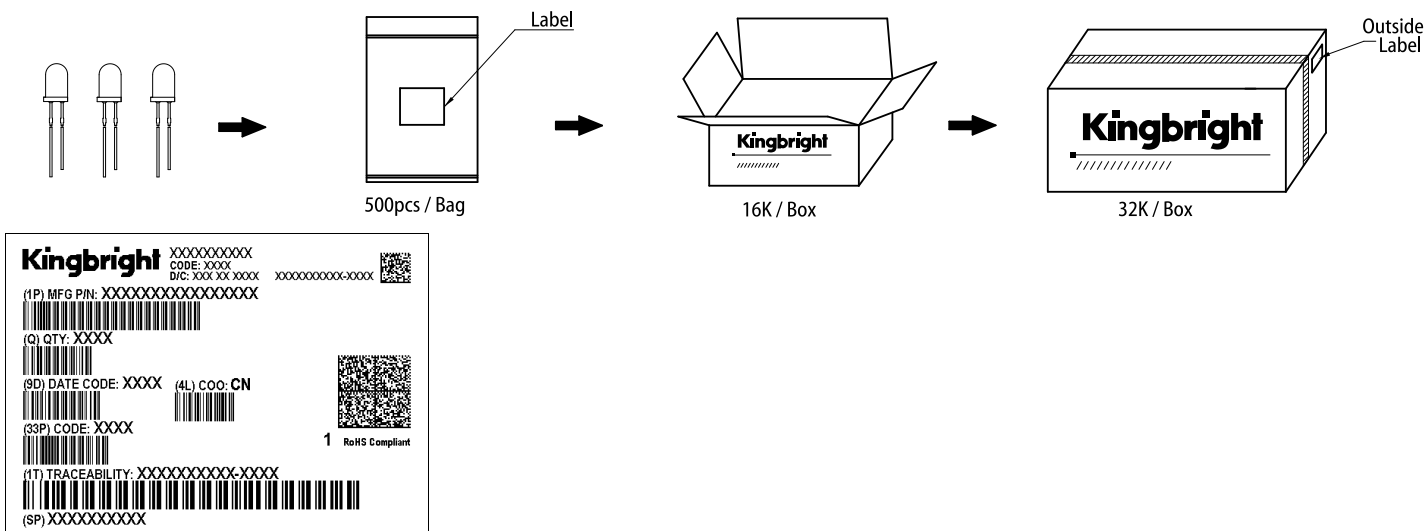 Label
Outside
Label
Kingbright
Kingbright
500pcs / Bag
16K / Box
32K / Box
Kingbright
XXXXXXXXXX
CODE: XXXX
D/C: XXX XX XXXX XXXXXXXXXX-XXXX
(1P) MFG P/N: XXXXXXXXXXXXXXXX
(Q) QTY: XXXX
(9D) DATE CODE: XXXX (4L) COO: CN
(33P) CODE: XXXX
1 RoHS Compliant
(1T) TRACEABILITY: XXXXXXXXXX-XXXX
(SP) XXXXXXXXXX